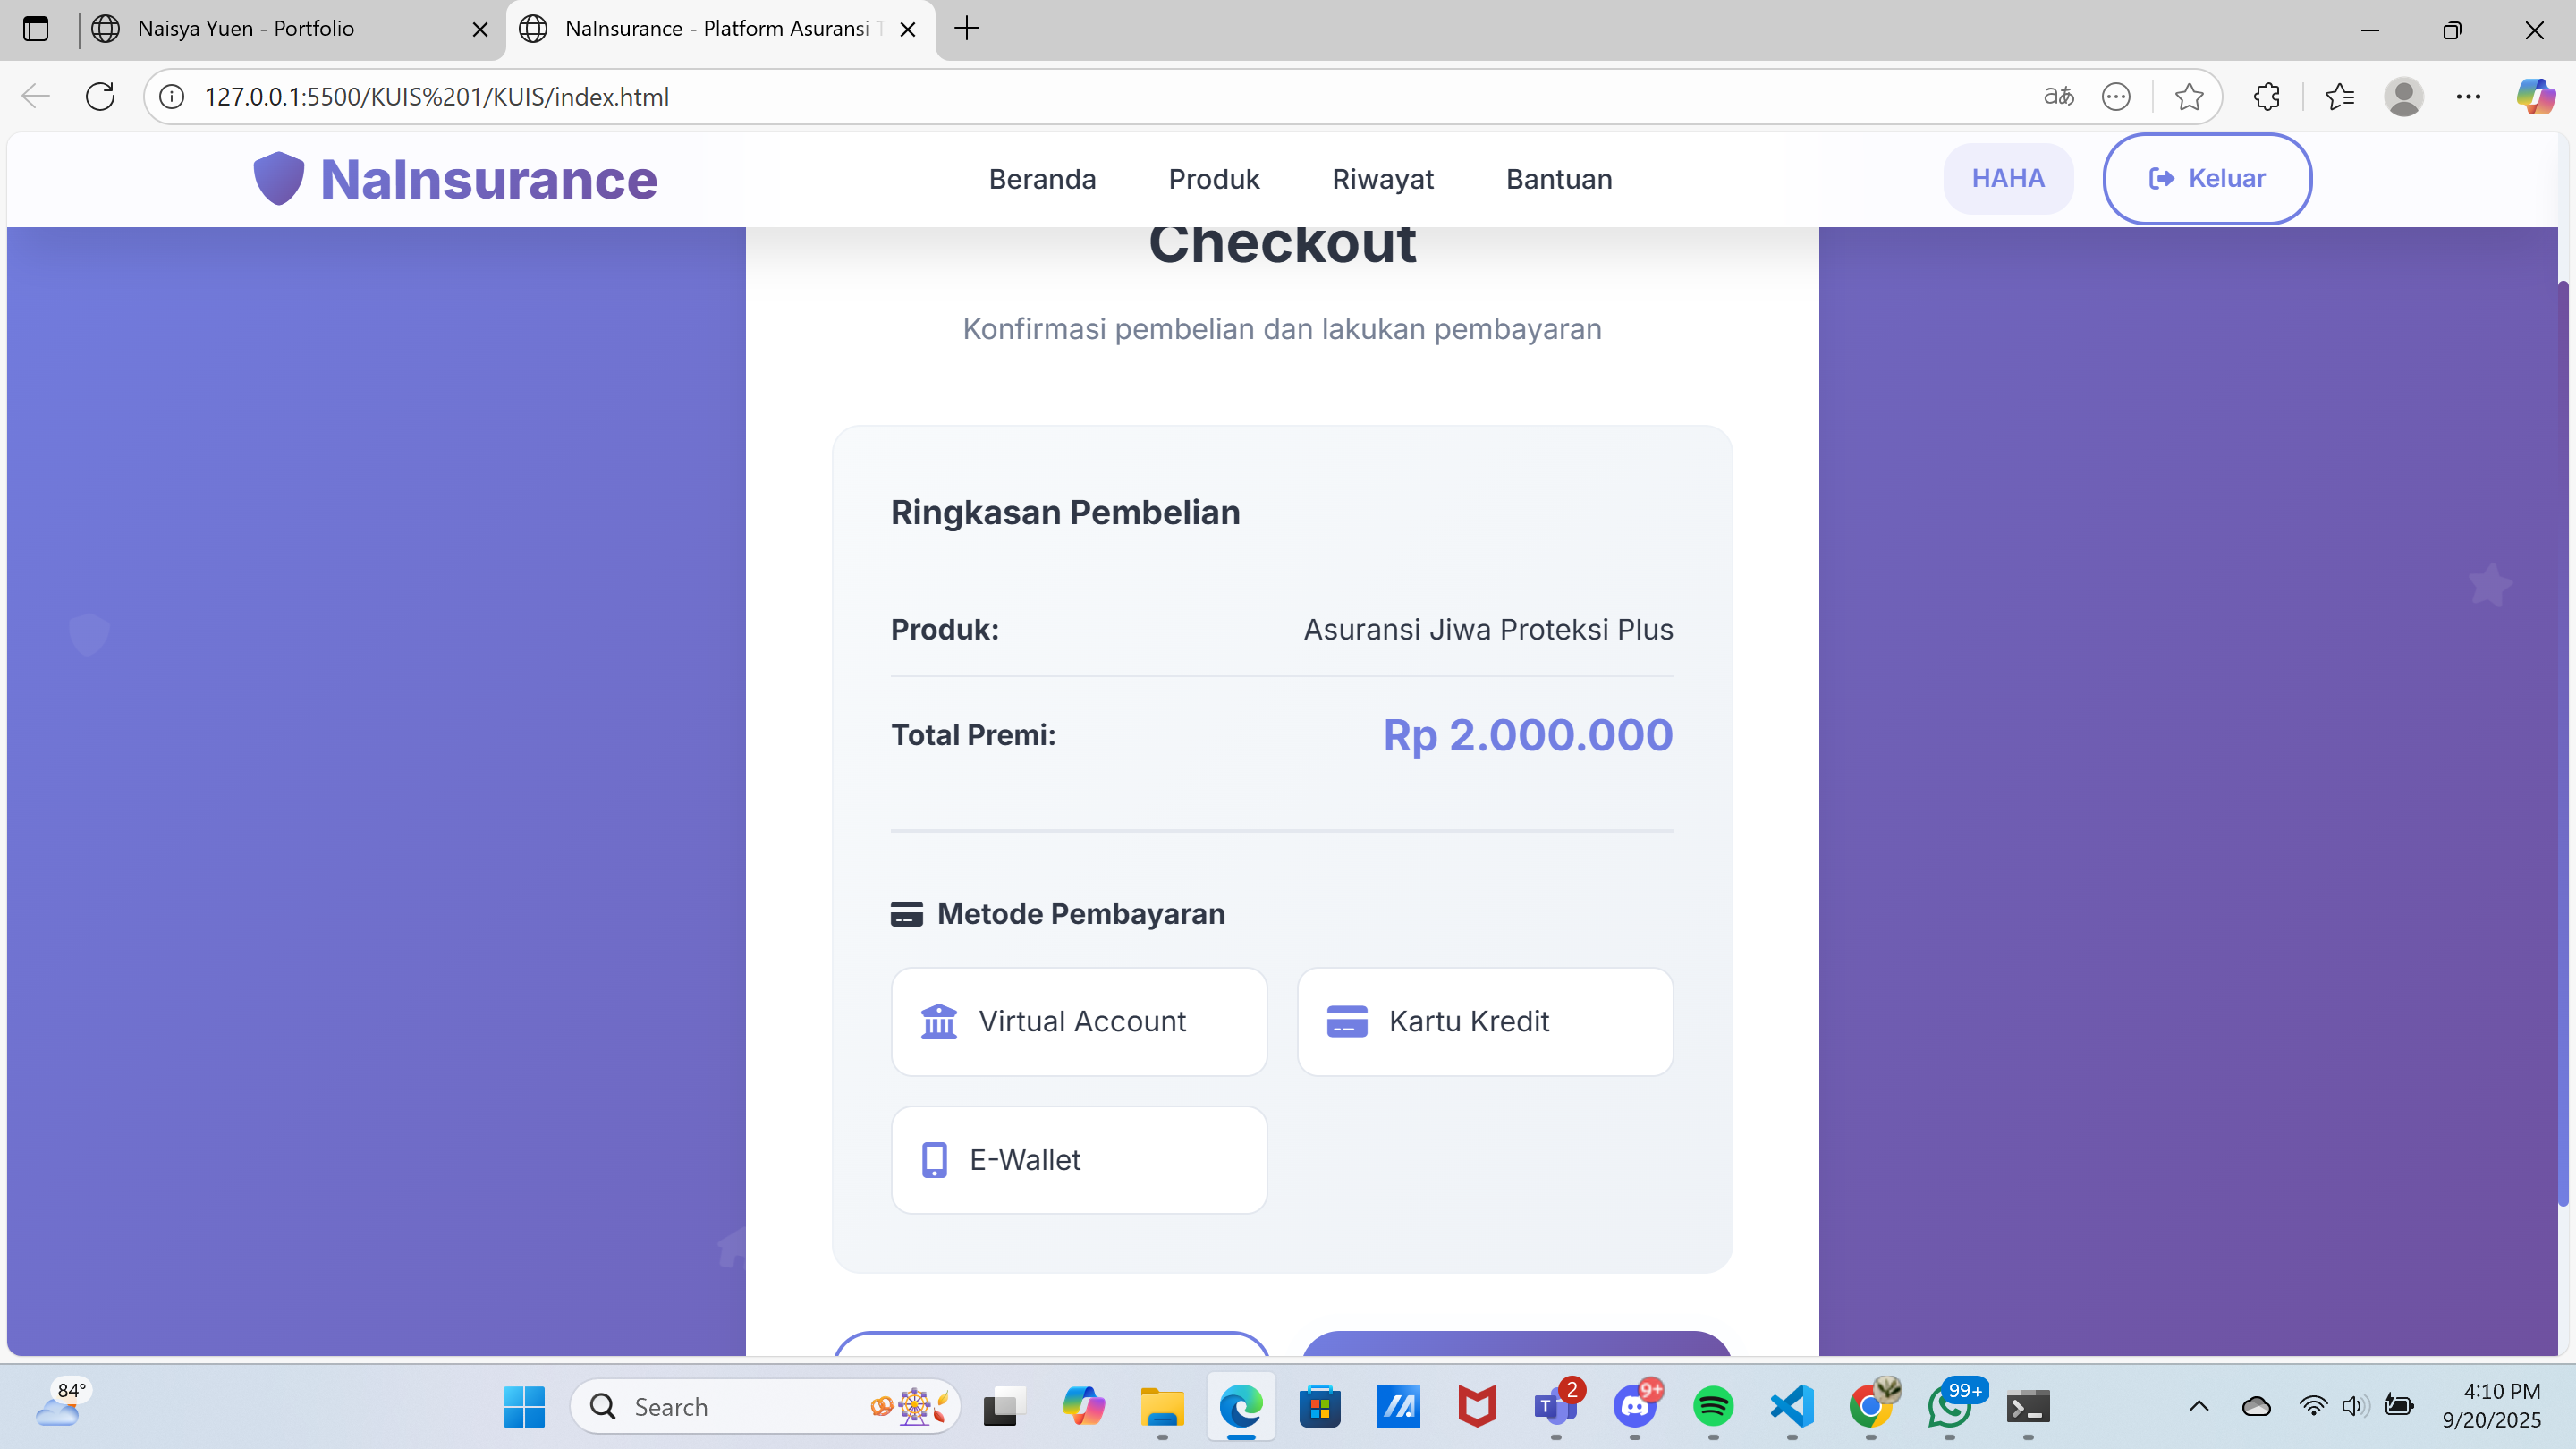 Naisya Yuen - Portfolio
NaInsurance - Platform Asuransi T
127.0.0.1:5500/KUIS%201/KUIS/index.html
aあ
NaInsurance
Beranda
Produk
Riwayat
Bantuan
HAHA
Keluar
Checkout
Konfirmasi pembelian dan lakukan pembayaran
Ringkasan Pembelian
Produk:
Asuransi Jiwa Proteksi Plus
Total Premi:
Rp 2.000.000
Metode Pembayaran
Virtual Account
Kartu Kredit
E-Wallet
84°
Search
T
2
9+
99+
4:10 PM
9/20/2025